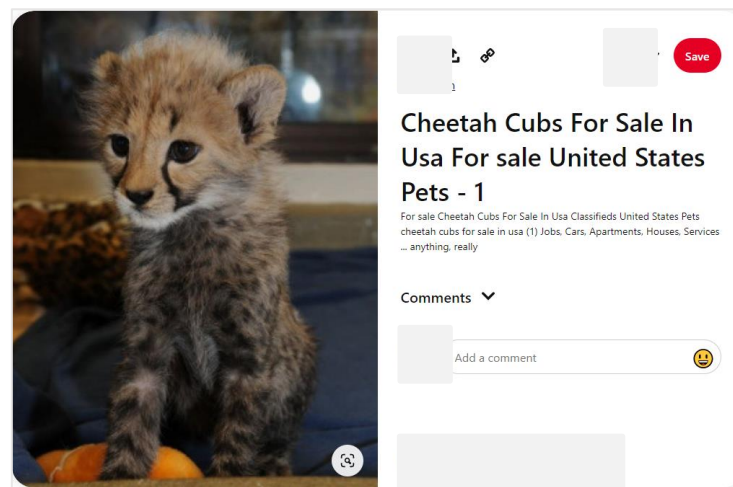 Save
Cheetah Cubs For Sale In
Usa For sale United States
Pets - 1
For sale Cheetah Cubs For Sale In Usa Classifieds United States Pets
cheetah cubs for sale in usa (1) Jobs, Cars, Apartments, Houses, Services
... anything, really
Comments
Add a comment